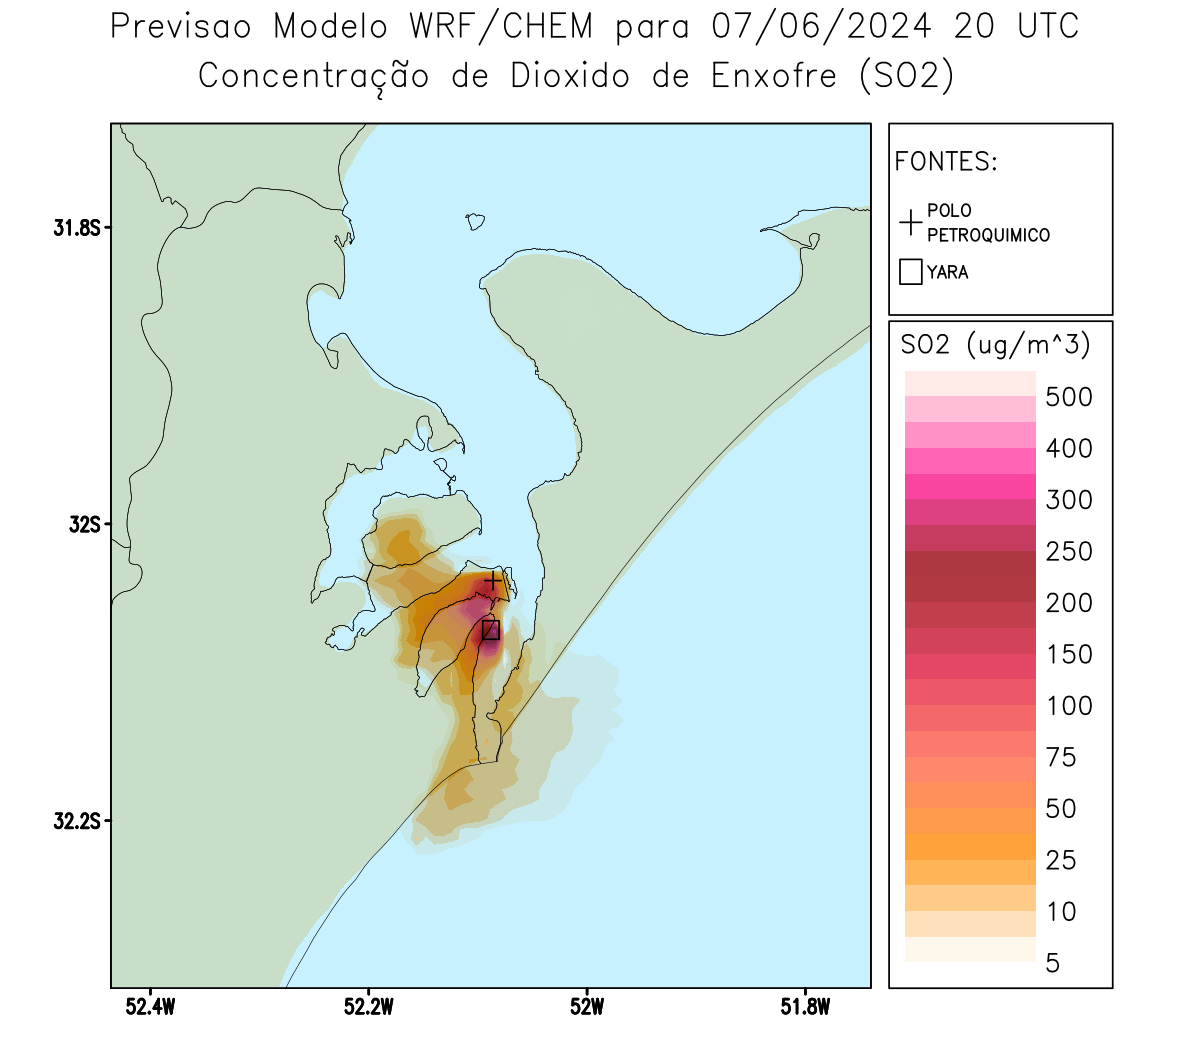 Previsao Modelo WRF/CHEM para 07/06/2024 20 UTC
Concentração de Dioxido de Enxofre (SO2)
FONTES:
POLO
PETROQUIMICO
YARA
SO2 (ug/m^3)
500
400
300
250
200
150
100
75
50
25
10
5
31.8S
32S
32.2S
52.4W
52.2W
52W
51.8W